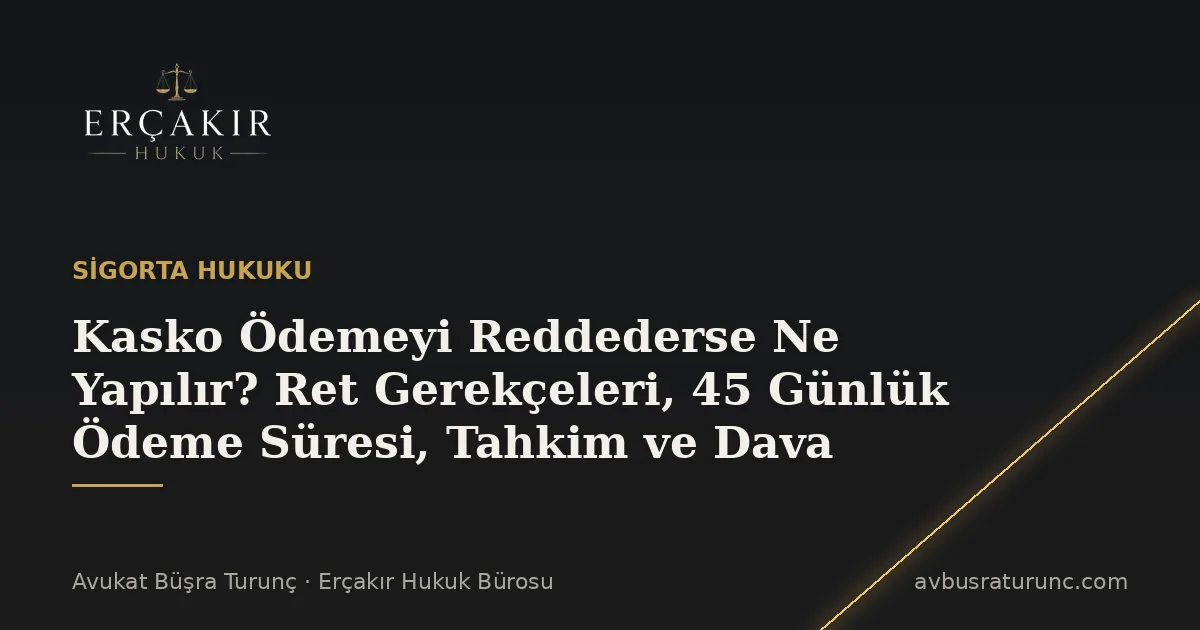 ERÇAKIR
HUKUK
SİGORTA HUKUKU
Kasko Ödemeyi Reddederse Ne
Yapılır? Ret Gerekçeleri, 45 Günlük
Ödeme Süresi, Tahkim ve Dava
Avukat Büşra Turunç · Erçakır Hukuk Bürosu
avbusraturunc.com